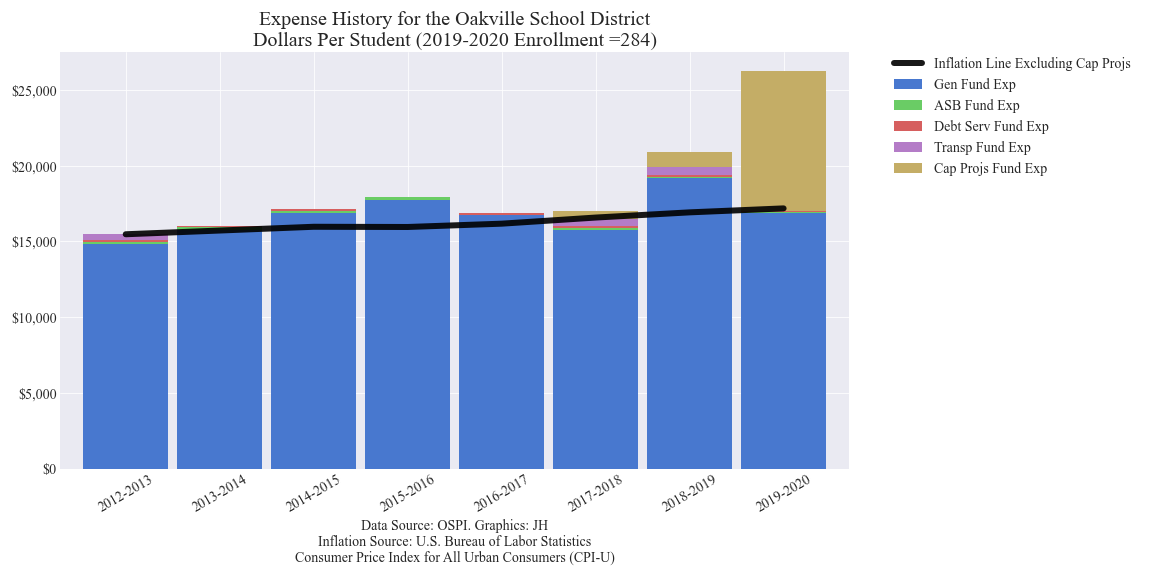 Expense History for the Oakville School District
Dollars Per Student (2019-2020 Enrollment =284)
Inflation Line Excluding Cap Projs
Gen Fund Exp
ASB Fund Exp
Debt Serv Fund Exp
Transp Fund Exp
Cap Projs Fund Exp
$25,000
$20,000
$15,000
$10,000
$5,000
$0
2012-2013
2013-2014
2014-2015
2015-2016
2016-2017
2017-2018
2018-2019
2019-2020
Data Source: OSPI. Graphics: JH
Inflation Source: U.S. Bureau of Labor Statistics
Consumer Price Index for All Urban Consumers (CPI-U)